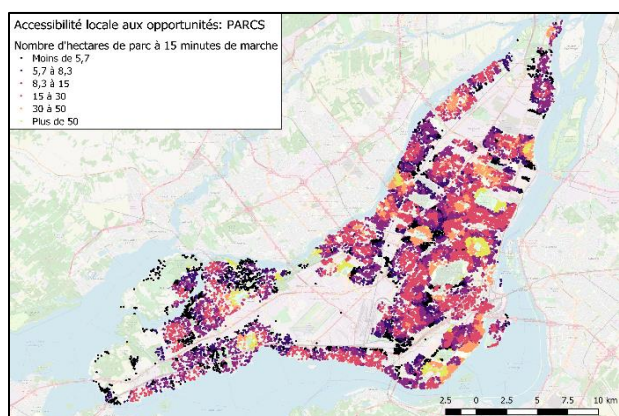 Accessibilité locale aux opportunités: PARCS
Nombre d'hectares de parc à 15 minutes de marche
Moins de 5,7
5,7 à 8,3
8,3 à 15
15 à 30
30 à 50
Plus de 50
2.5 0 2.5 5 7.5 10 km